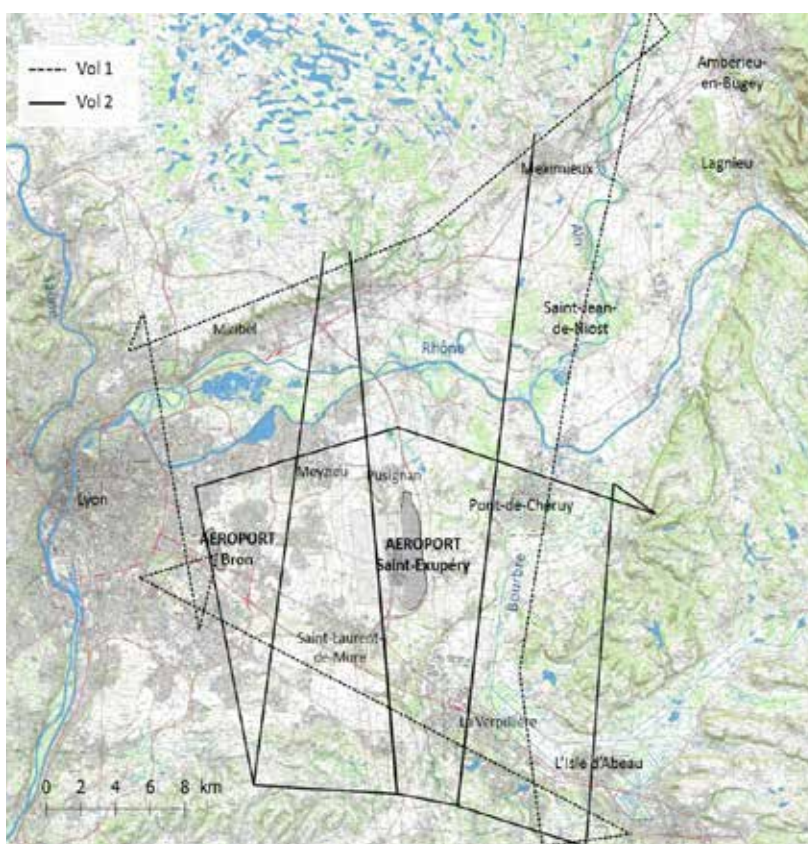 Vol 1
Vol 2
Ambérieu-
en-Bugey
Lagnieu
Meximieux
Ain
Saint-Jean-
de-Niost
Miribel
Rhône
Meyzieu
Pusignan
Pont-de-Chéruy
Lyon
AÉROPORT
Bron
AEROPORT
Saint-Exupéry
Bourbre
Saint-Laurent-
de-Mure
La Verpillière
L'Isle d'Abeau
0 2 4 6 8 km